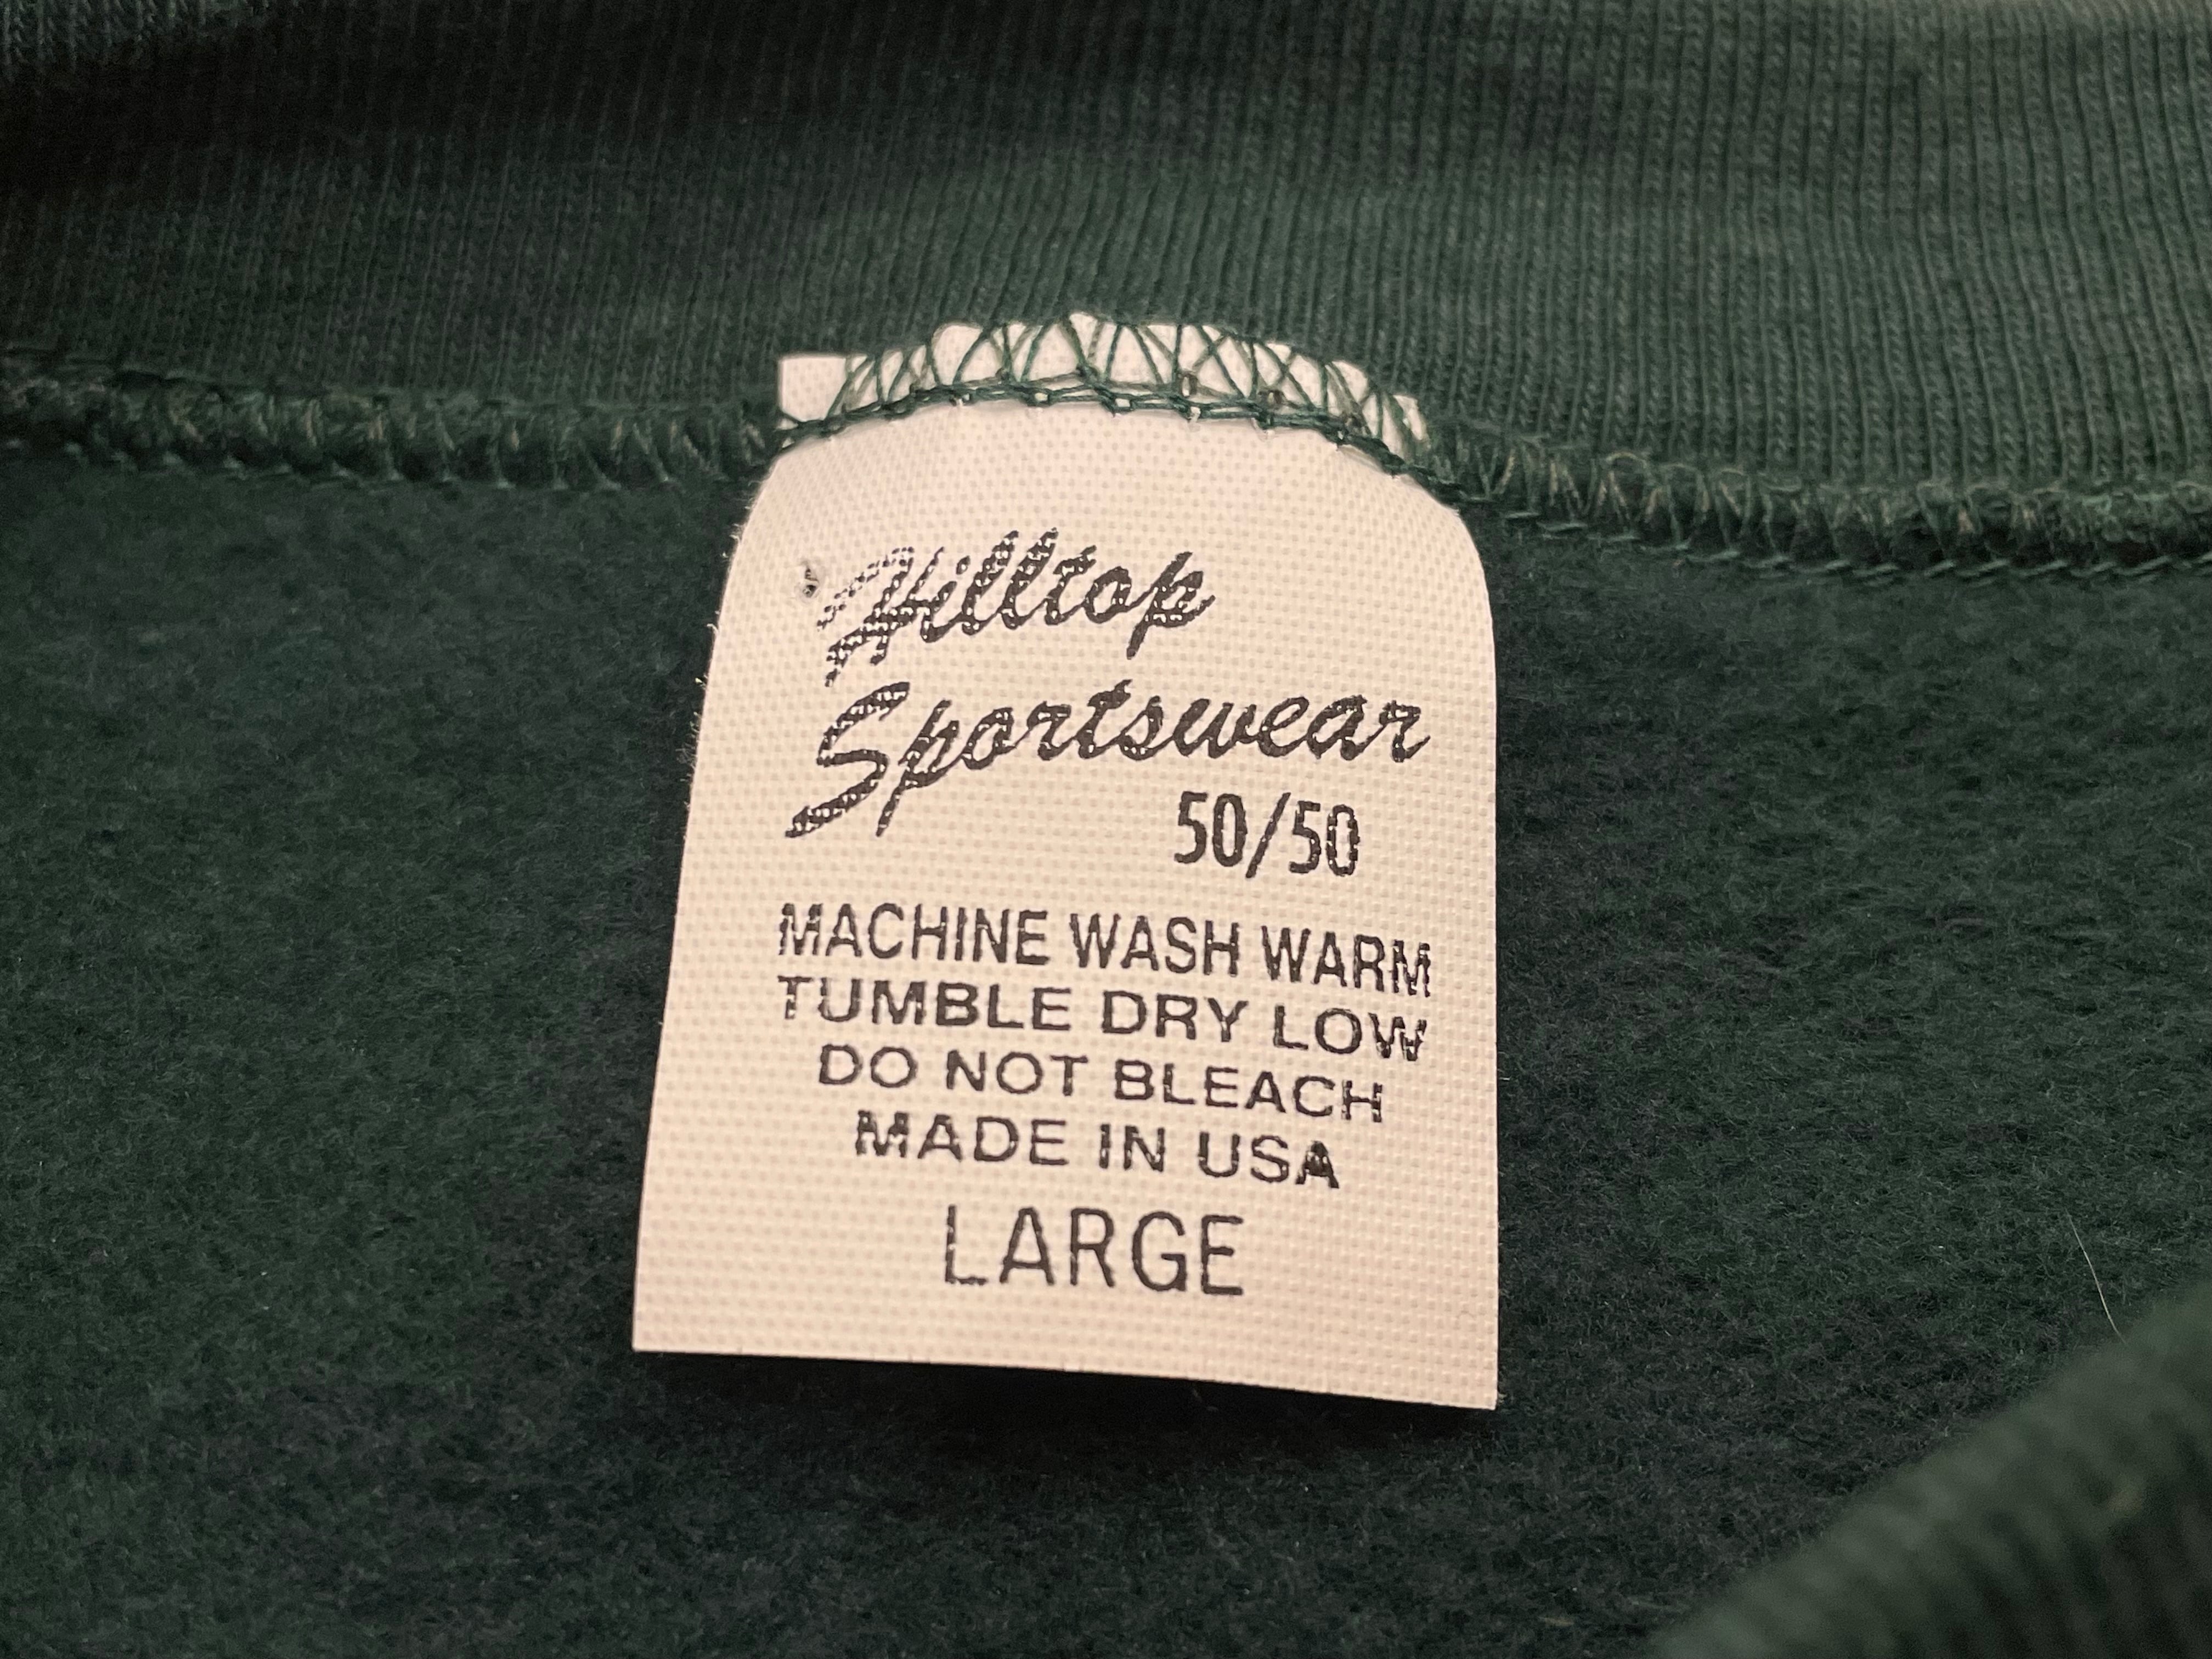 Hilltop
Sportswear
50/50
MACHINE WASH WARM
TUMBLE DRY LOW
DO NOT BLEACH
MADE IN USA
LARGE